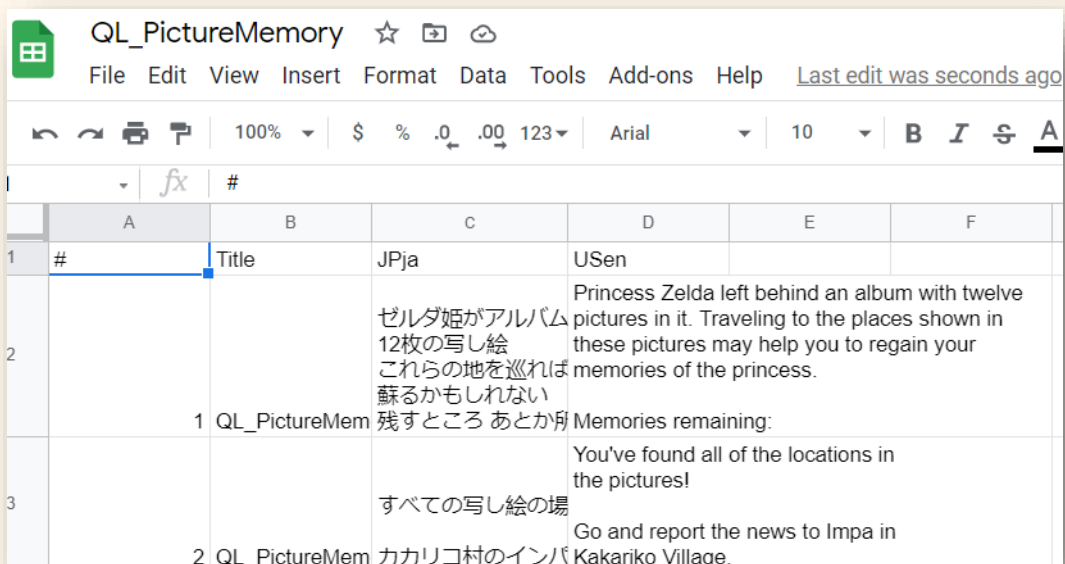 QL_PictureMemory
File Edit View Insert Format Data Tools Add-ons Help Last edit was seconds ago
100% $ % .0 .00 123 Arial 10 B I S A
fx #
A B C D E F
1 # Title JPja USen
Princess Zelda left behind an album with twelve
ゼルダ姫がアルバム pictures in it. Traveling to the places shown in
2 12枚の写し絵 these pictures may help you to regain your
これらの地を巡れば memories of the princess.
蘇るかもしれない
1 QL_PictureMem 残すところ あとか所 Memories remaining:
You've found all of the locations in
the pictures!
3 すべての写し絵の場
Go and report the news to Impa in
2 QL_PictureMem カカリコ村のインパ Kakariko Village.